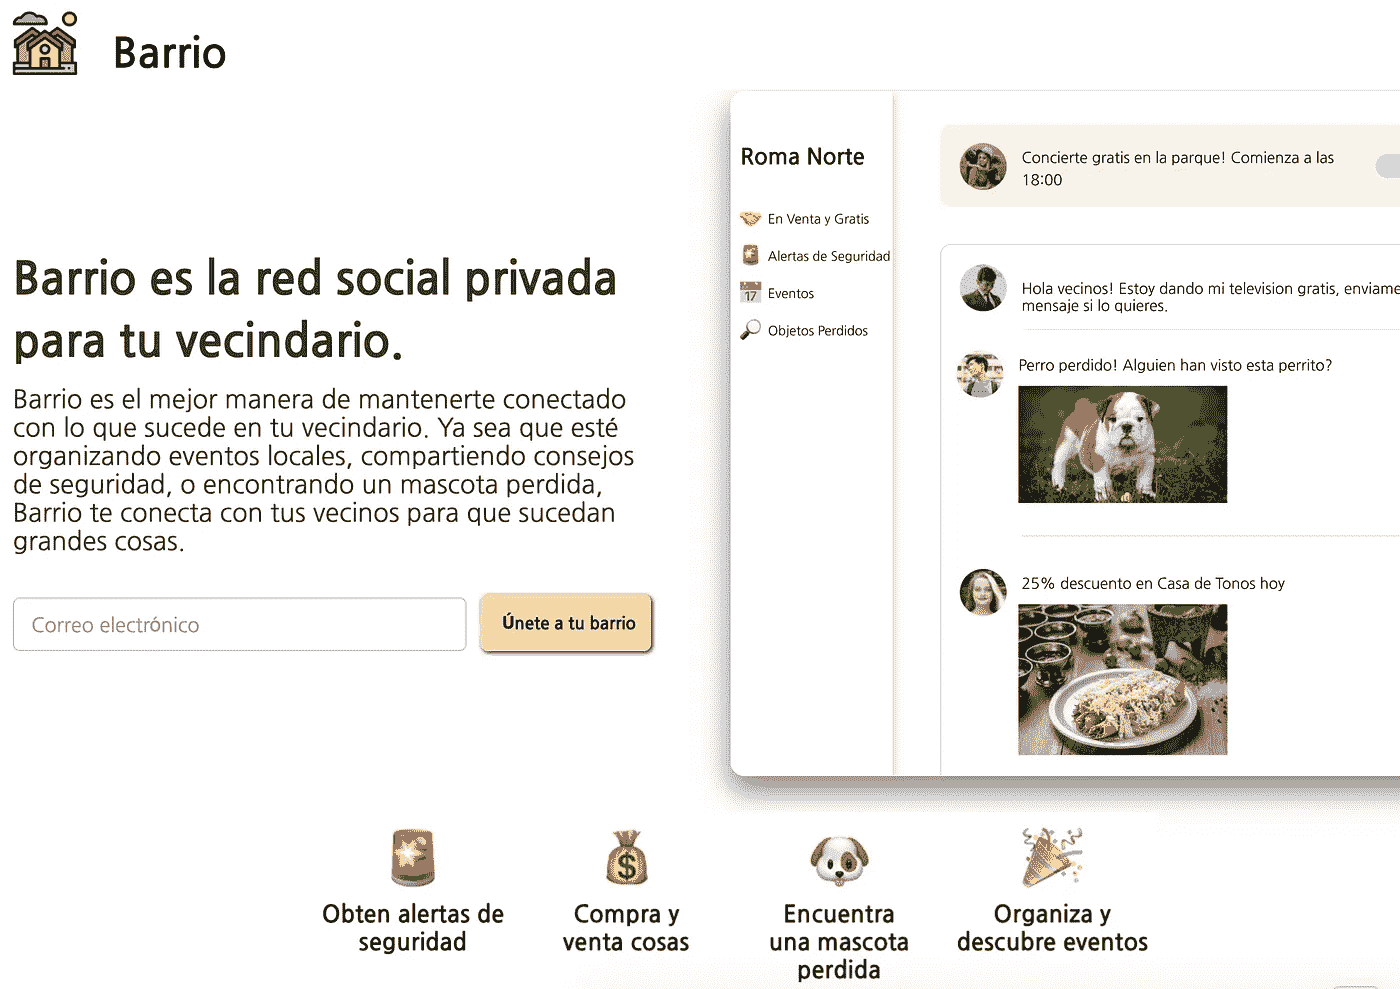 Barrio
Roma Norte
En Venta y Gratis
Alertas de Seguridad
17
Eventos
Objetos Perdidos
Concierte gratis en la parque! Comienza a las
18:00
Hola vecinos! Estoy dando mi television gratis, enviame
mensaje si lo quieres.
Perro perdido! Alguien han visto esta perrito?
25% descuento en Casa de Tonos hoy
Barrio es la red social privada
para tu vecindario.
Barrio es el mejor manera de mantenerte conectado
con lo que sucede en tu vecindario. Ya sea que esté
organizando eventos locales, compartiendo consejos
de seguridad, o encontrando un mascota perdida,
Barrio te conecta con tus vecinos para que sucedan
grandes cosas.
Correo electrónico
Únete a tu barrio
$
Obten alertas de
seguridad
Compra y
venta cosas
Encuentra
una mascota
perdida
Organiza y
descubre eventos